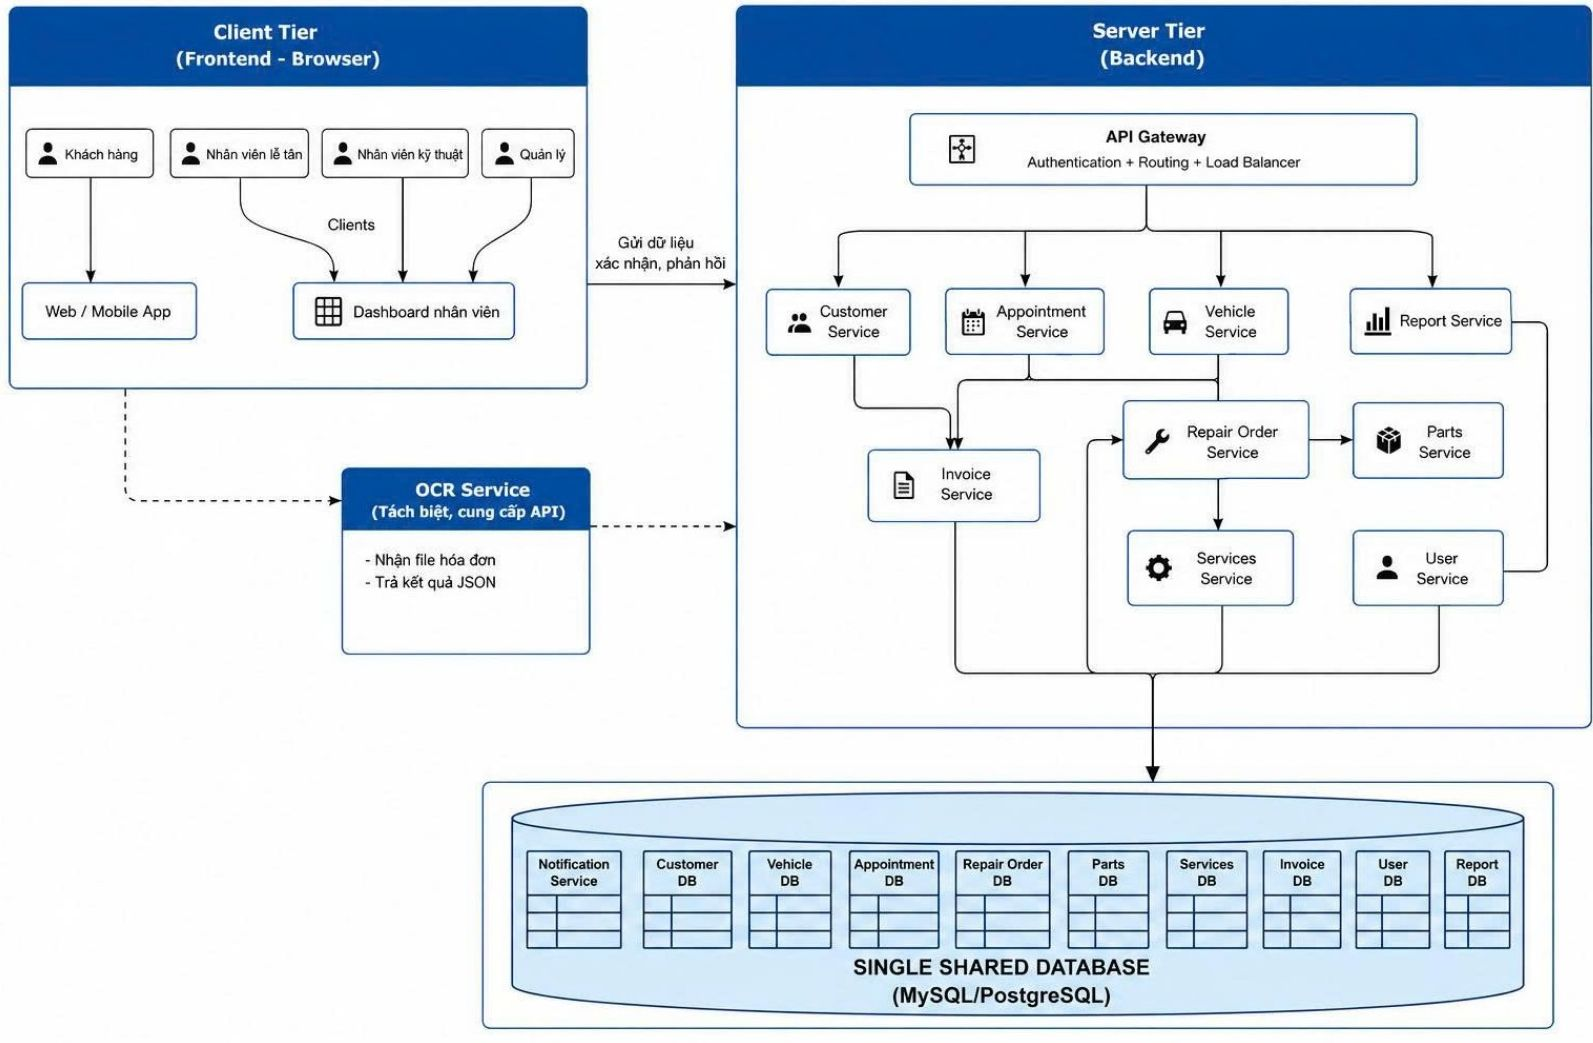 Client Tier
(Frontend - Browser)
Khách hàng
Nhân viên lễ tân
Nhân viên kỹ thuật
Quản lý
Clients
Web / Mobile App
Dashboard nhân viên
Gửi dữ liệu
xác nhận, phản hồi
OCR Service
(Tách biệt, cung cấp API)
- Nhận file hóa đơn
- Trả kết quả JSON
Server Tier
(Backend)
API Gateway
Authentication + Routing + Load Balancer
Customer
Service
Appointment
Service
Vehicle
Service
Report Service
Invoice
Service
Repair Order
Service
Parts
Service
Services
Service
User
Service
Notification
Service
Customer
DB
Vehicle
DB
Appointment
DB
Repair Order
DB
Parts
DB
Services
DB
Invoice
DB
User
DB
Report
DB
SINGLE SHARED DATABASE
(MySQL/PostgreSQL)